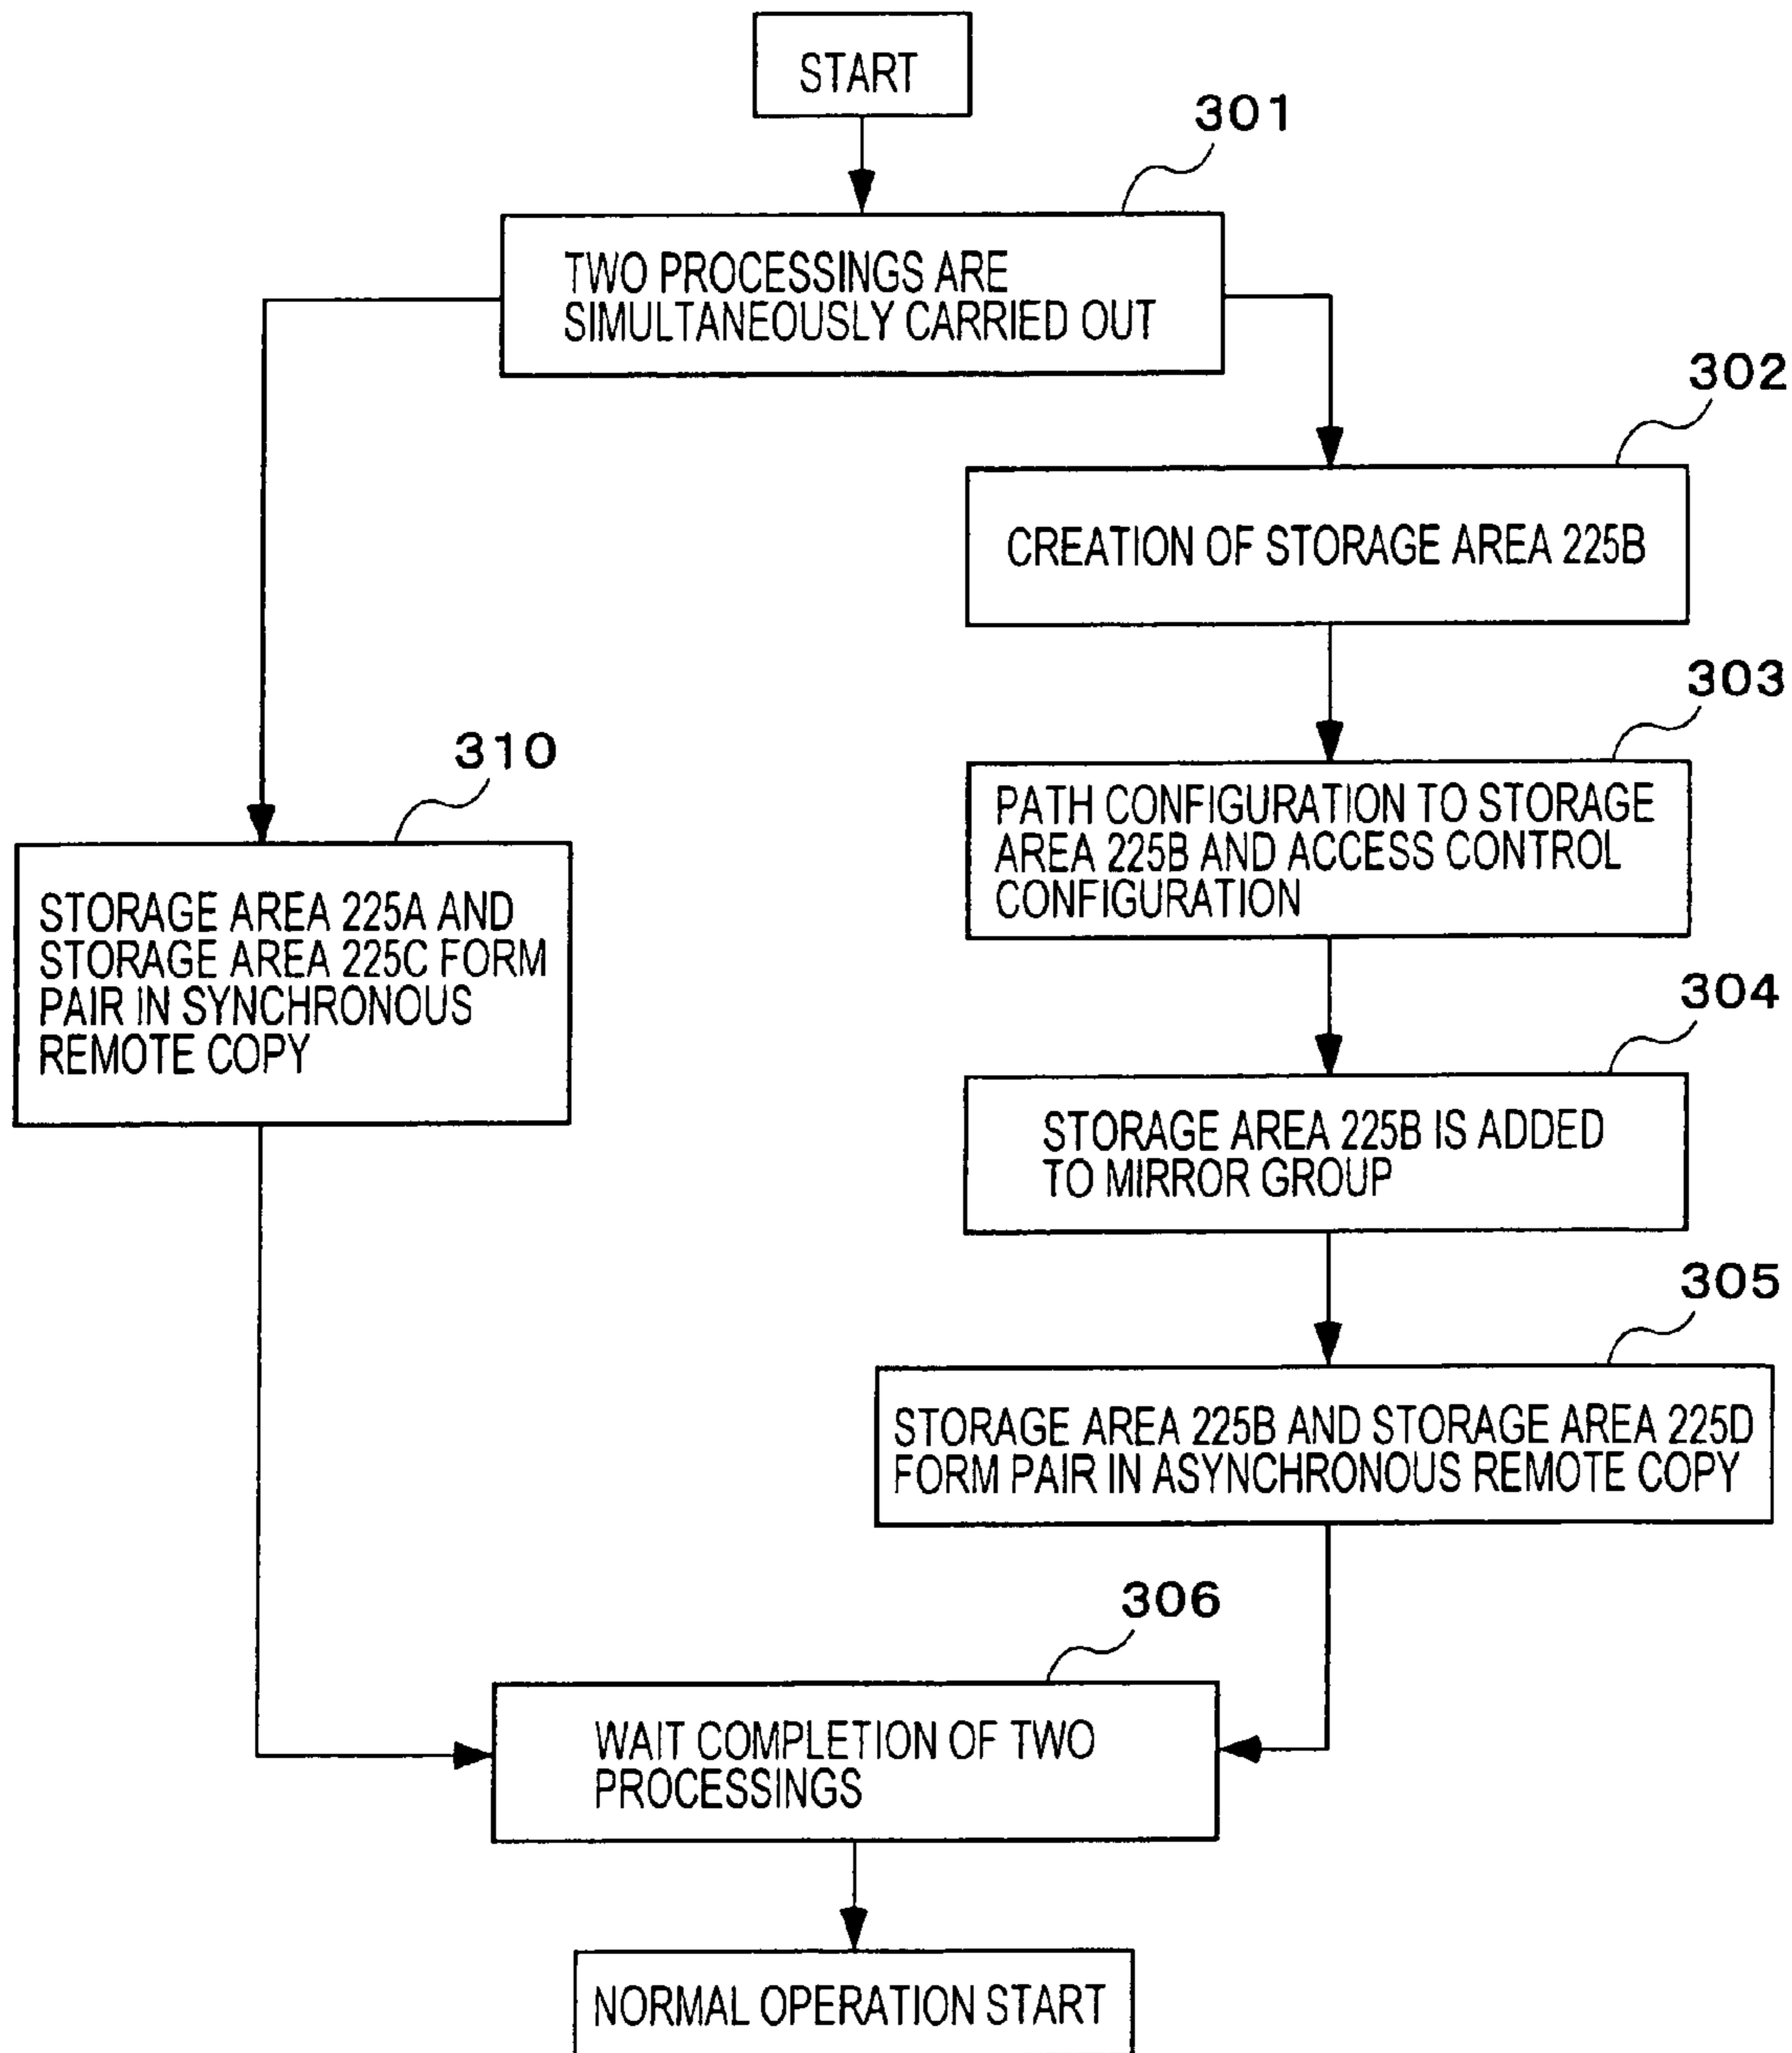 START
301
TWO PROCESSINGS ARE
SIMULTANEOUSLY CARRIED OUT
302
CREATION OF STORAGE AREA 225B
303
PATH CONFIGURATION TO STORAGE
AREA 225B AND ACCESS CONTROL
CONFIGURATION
310
STORAGE AREA 225A AND
STORAGE AREA 225C FORM
PAIR IN SYNCHRONOUS
REMOTE COPY
304
STORAGE AREA 225B IS ADDED
TO MIRROR GROUP
305
STORAGE AREA 225B AND STORAGE AREA 225D
FORM PAIR IN ASYNCHRONOUS REMOTE COPY
306
WAIT COMPLETION OF TWO
PROCESSINGS
NORMAL OPERATION START